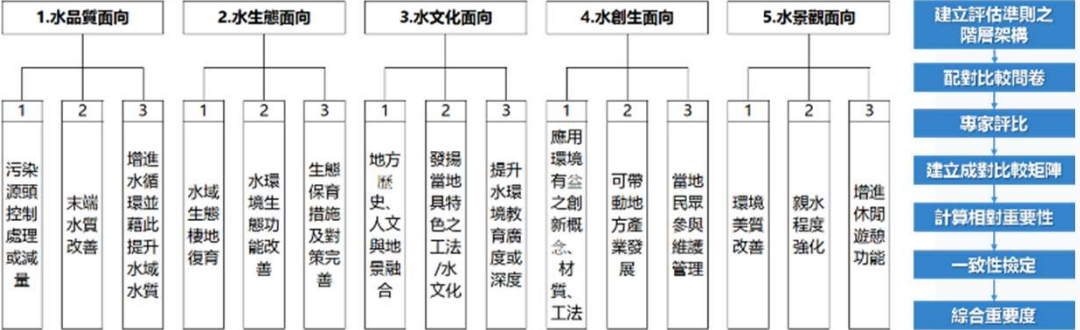 1.水品質面向
1
污染
源頭
控制
處理
或減
量
2
末端
水質
改善
3
增進
水循
環並
藉此
提升
水域
水質
2.水生態面向
1
水域
生態
棲地
復育
2
水環
境生
態功
能改
善
3
生態
保育
措施
及對
策完
善
3.水文化面向
1
地方
歷
史、
人文
與地
景融
合
2
發揚
當地
具特
色之
工法
/水
文化
3
提升
水環
境教
育廣
度或
深度
4.水創生面向
1
應用
環境
有益
之創
新概
念、
材
質、
工法
2
可帶
動地
方產
業發
展
3
當地
民眾
參與
維護
管理
5.水景觀面向
1
環境
美質
改善
2
親水
程度
強化
3
增進
休閒
遊憩
功能
建立評估準則之
階層架構
配對比較問卷
專家評比
建立成對比較矩陣
計算相對重要性
一致性檢定
綜合重要度